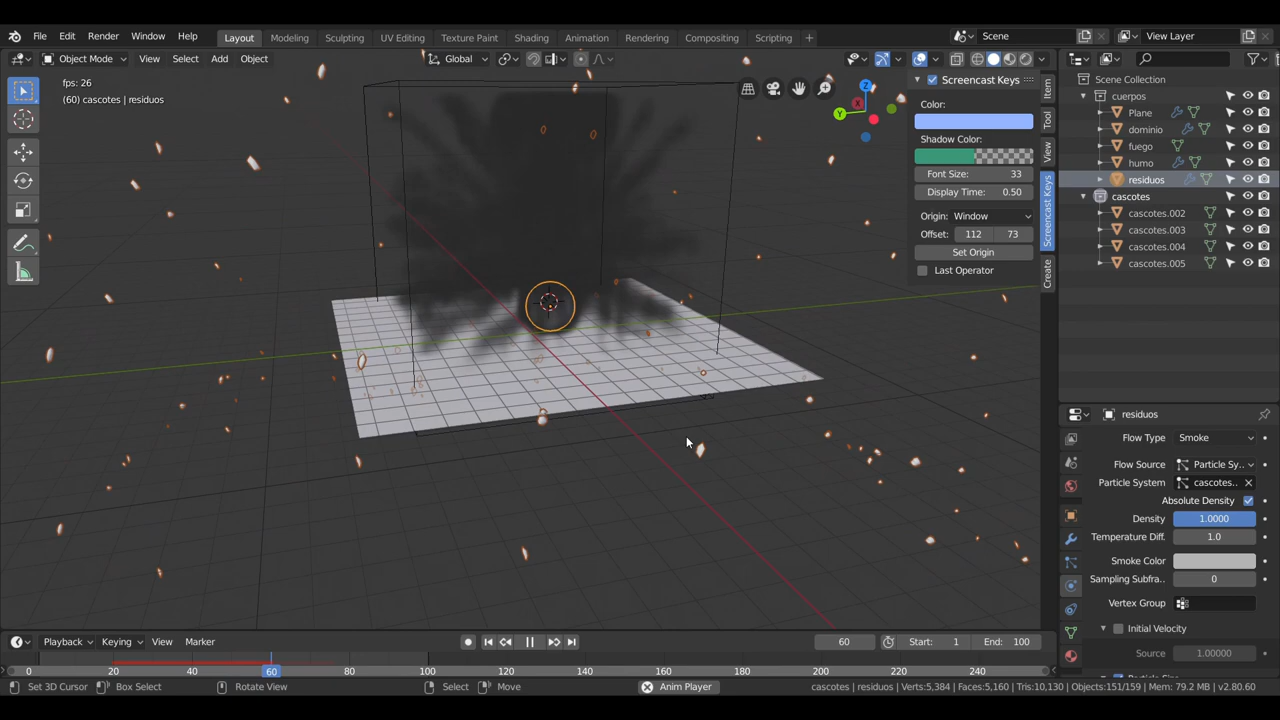 File Edit Render Window Help Layout Modeling Sculpting UV Editing Texture Paint Shading Animation Rendering Compositing Scripting + Scene View Layer
Object Mode View Select Add Object Global
fps: 26
(60) cascotes | residuos
Z
X
Y
Screencast Keys
Color:
Shadow Color:
Font Size: 33
Display Time: 0.50
Origin: Window
Offset: 112 73
Set Origin
Last Operator
Item
Tool
View
Screencast Keys
Create
Scene Collection
cuerpos
Plane
dominio
fuego
humo
residuos
cascotes
cascotes.002
cascotes.003
cascotes.004
cascotes.005
residuos
Flow Type Smoke
Flow Source Particle Sy..
Particle System cascotes..
Absolute Density
Density 1.0000
Temperature Diff. 1.0
Smoke Color
Sampling Subfra.. 0
Vertex Group
Initial Velocity
Source 1.00000
Playback Keying View Marker 60 Start: 1 End: 100
0 20 40 60 80 100 120 140 160 180 200 220 240
Set 3D Cursor Box Select Rotate View Select Move Anim Player cascotes | residuos | Verts:5,384 | Faces:5,160 | Tris:10,130 | Objects:151/159 | Mem: 79.2 MB | v2.80.60